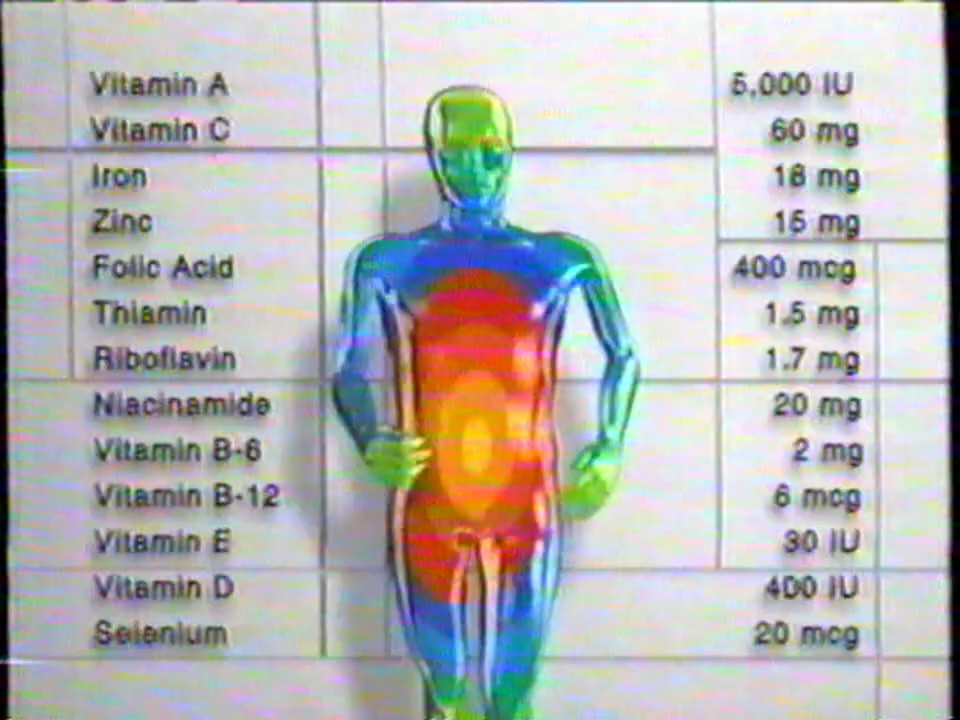 Vitamin A 5,000 IU
Vitamin C 60 mg
Iron 18 mg
Zinc 15 mg
Folic Acid 400 mcg
Thiamin 1.5 mg
Riboflavin 1.7 mg
Niacinamide 20 mg
Vitamin B-6 2 mg
Vitamin B-12 6 mcg
Vitamin E 30 IU
Vitamin D 400 IU
Selenium 20 mcg